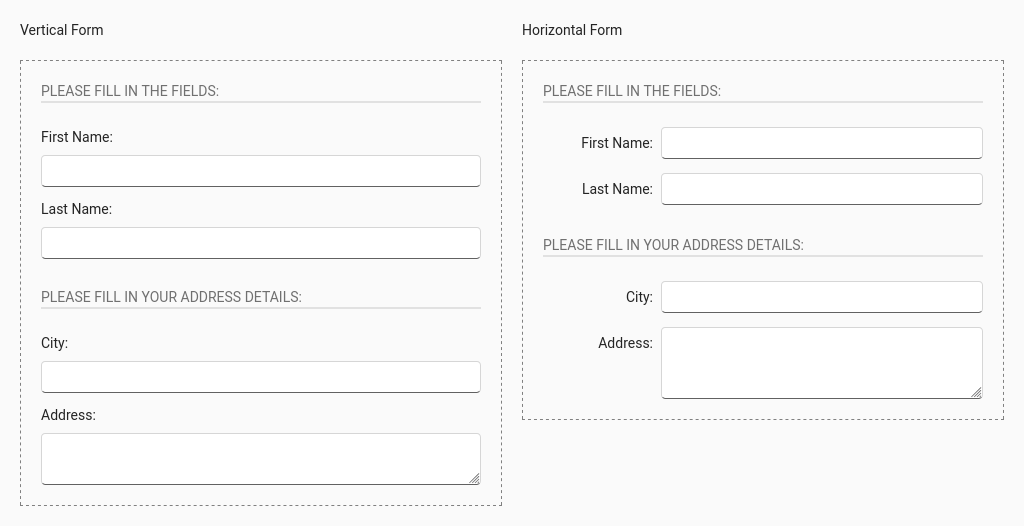 Vertical Form
PLEASE FILL IN THE FIELDS:
First Name:
Last Name:
PLEASE FILL IN YOUR ADDRESS DETAILS:
City:
Address:
Horizontal Form
PLEASE FILL IN THE FIELDS:
First Name:
Last Name:
PLEASE FILL IN YOUR ADDRESS DETAILS:
City:
Address: